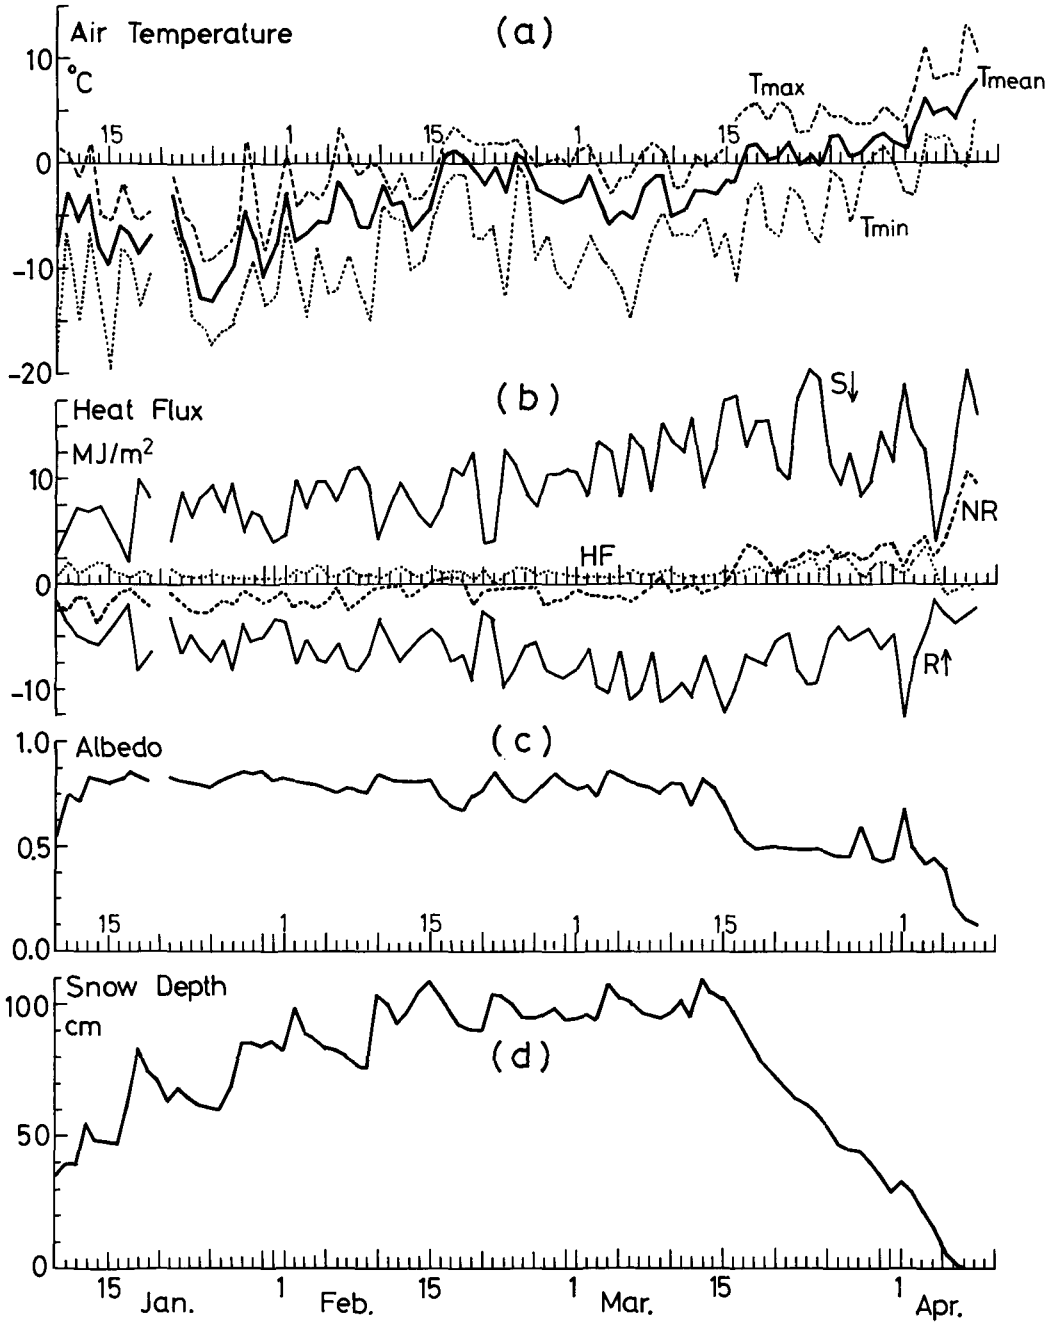 Air Temperature
(a)
10
°C
Tmax
Tmean
15
1
15
1
15
1
0
Tmin
-10
-20
(b)
S↓
Heat Flux
MJ/m²
10
NR
HF
0
R↑
-10
1.0
Albedo
(c)
0.5
15
1
15
1
15
1
0.0
Snow Depth
100
cm
(d)
50
0
15
1
15
1
15
1
Jan.
Feb.
Mar.
Apr.